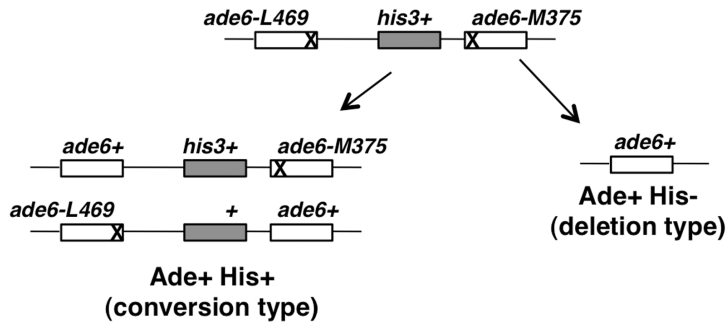 ade6-L469 his3+ ade6-M375
X X
ade6+ his3+ ade6-M375
X
ade6-L469 + ade6+
X
Ade+ His+
(conversion type)
ade6+
Ade+ His-
(deletion type)